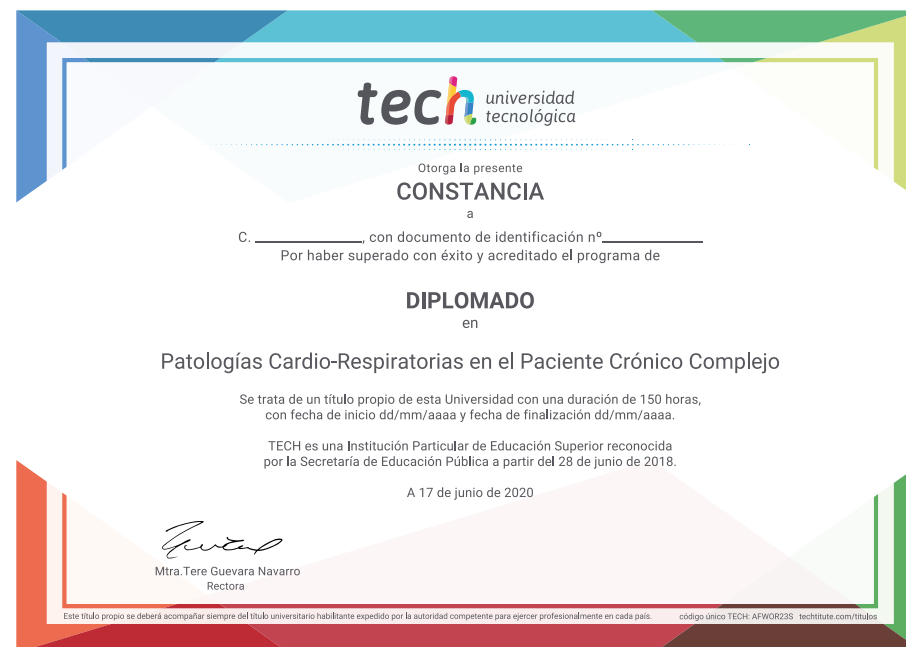 tech universidad
tecnológica
Otorga la presente
CONSTANCIA
a
C. ____________, con documento de identificación nº____________
Por haber superado con éxito y acreditado el programa de
DIPLOMADO
en
Patologías Cardio-Respiratorias en el Paciente Crónico Complejo
Se trata de un título propio de esta Universidad con una duración de 150 horas,
con fecha de inicio dd/mm/aaaa y fecha de finalización dd/mm/aaaa.
TECH es una Institución Particular de Educación Superior reconocida
por la Secretaría de Educación Pública a partir del 28 de junio de 2018.
A 17 de junio de 2020
Mtra.Tere Guevara Navarro
Rectora
Este título propio se deberá acompañar siempre del título universitario habilitante expedido por la autoridad competente para ejercer profesionalmente en cada país. código único TECH: AFWOR23S techtitute.com/titulos